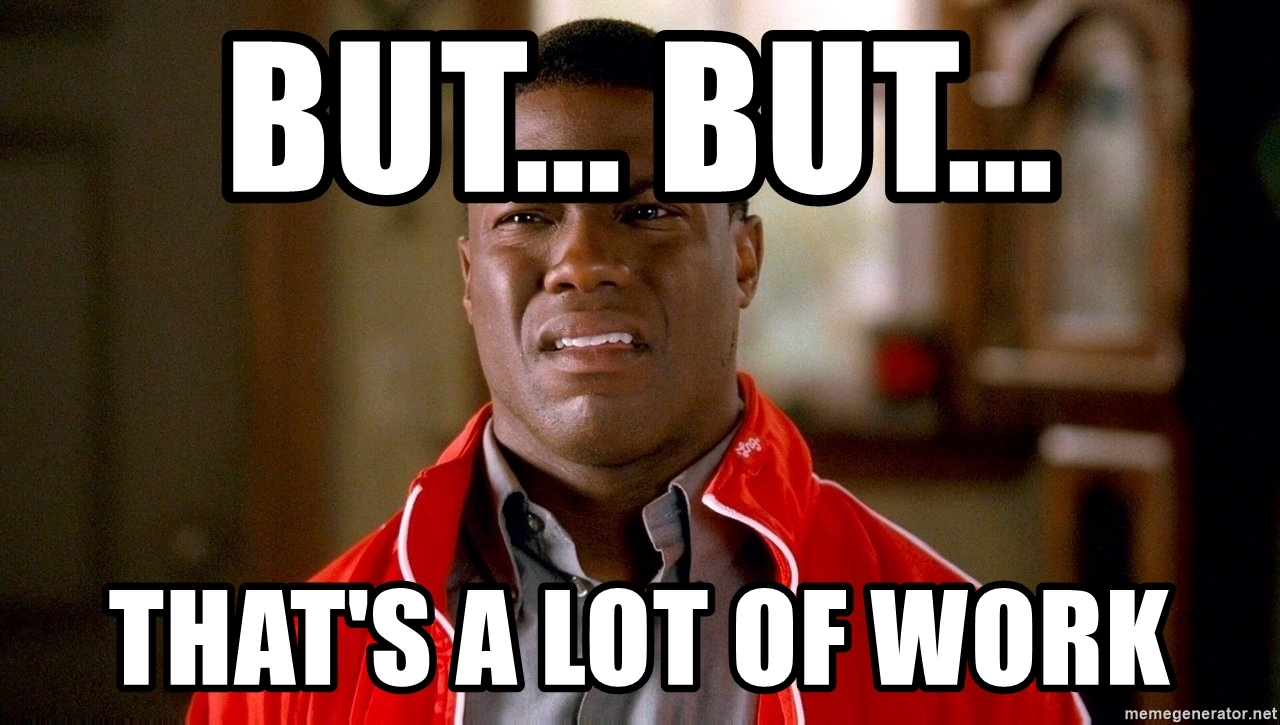 BUT... BUT...
THAT'S A LOT OF WORK
memegenerator.net